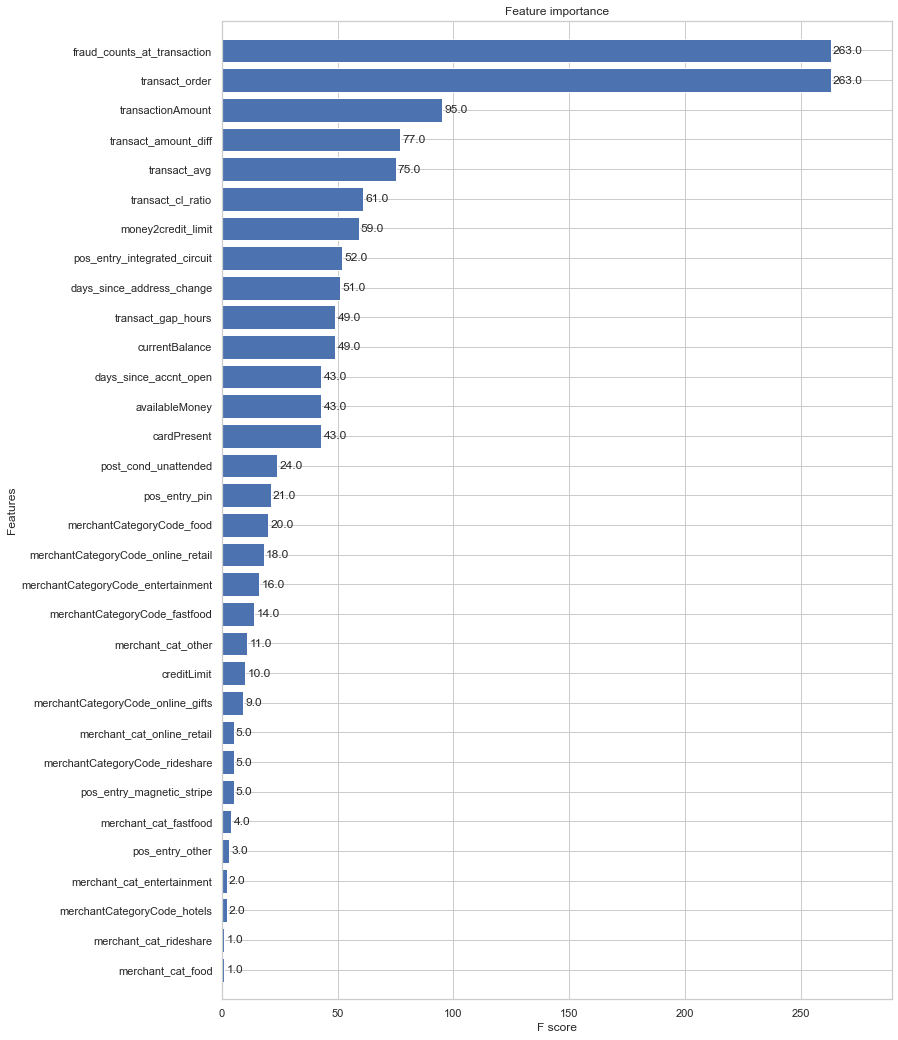 Feature importance
fraud_counts_at_transaction 263.0
transact_order 263.0
transactionAmount 95.0
transact_amount_diff 77.0
transact_avg 75.0
transact_cl_ratio 61.0
money2credit_limit 59.0
pos_entry_integrated_circuit 52.0
days_since_address_change 51.0
transact_gap_hours 49.0
currentBalance 49.0
days_since_accnt_open 43.0
availableMoney 43.0
cardPresent 43.0
post_cond_unattended 24.0
pos_entry_pin 21.0
merchantCategoryCode_food 20.0
merchantCategoryCode_online_retail 18.0
merchantCategoryCode_entertainment 16.0
merchantCategoryCode_fastfood 14.0
merchant_cat_other 11.0
creditLimit 10.0
merchantCategoryCode_online_gifts 9.0
merchant_cat_online_retail 5.0
merchantCategoryCode_rideshare 5.0
pos_entry_magnetic_stripe 5.0
merchant_cat_fastfood 4.0
pos_entry_other 3.0
merchant_cat_entertainment 2.0
merchantCategoryCode_hotels 2.0
merchant_cat_rideshare 1.0
merchant_cat_food 1.0
Features
0 50 100 150 200 250
F score